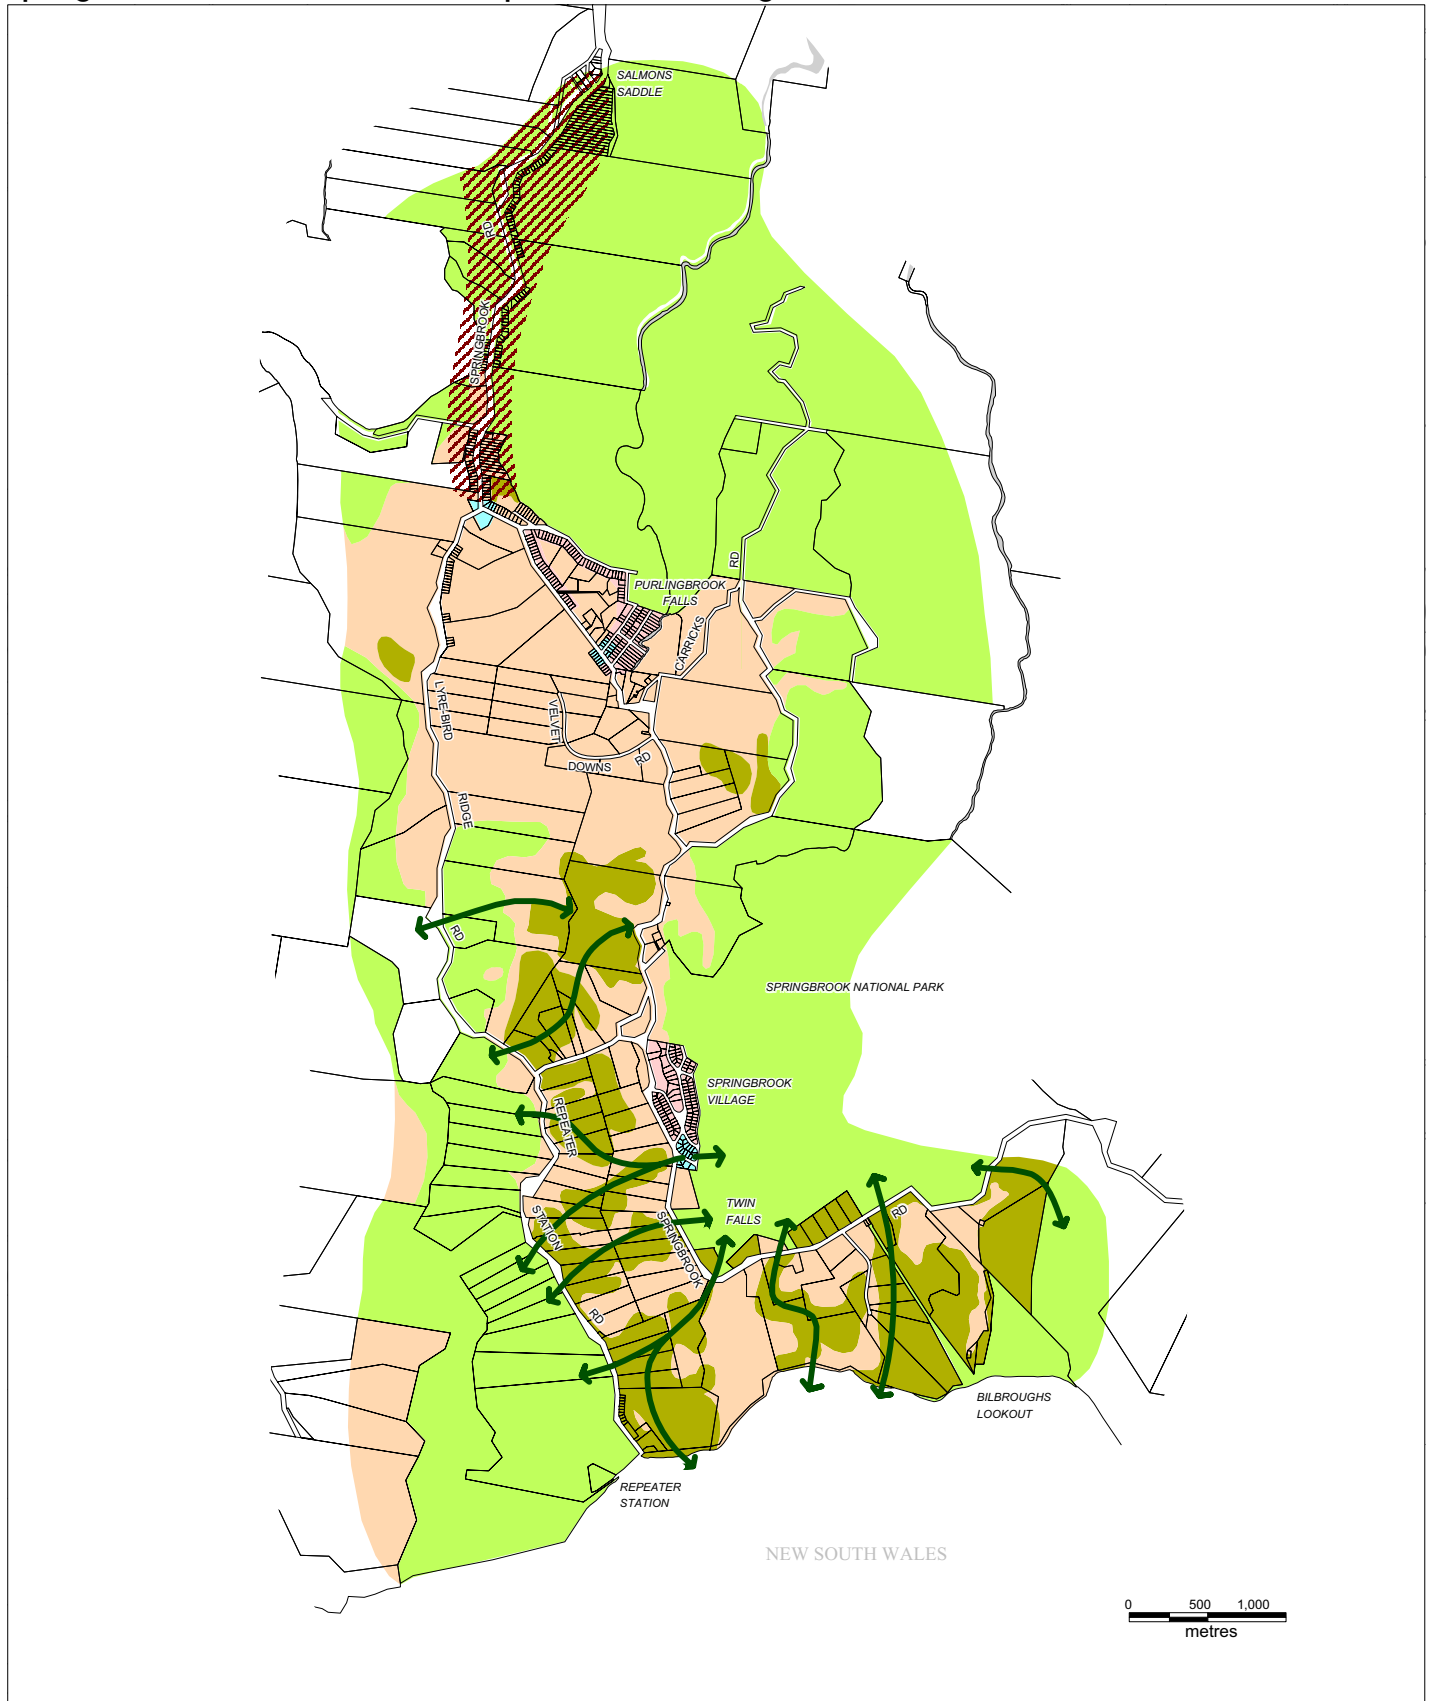 SALMONS
SADDLE
RD
SPRINGBROOK
RD
PURLINGBROOK
FALLS
CARRICKS
LYRE-BIRD
VELVET
DOWNS
RD
RIDGE
RD
SPRINGBROOK NATIONAL PARK
SPRINGBROOK
VILLAGE
REPEATER
TWIN
FALLS
STATION
SPRINGBROOK
RD
RD
BILBROUGHS
LOOKOUT
REPEATER
STATION
NEW SOUTH WALES
0 500 1,000
metres